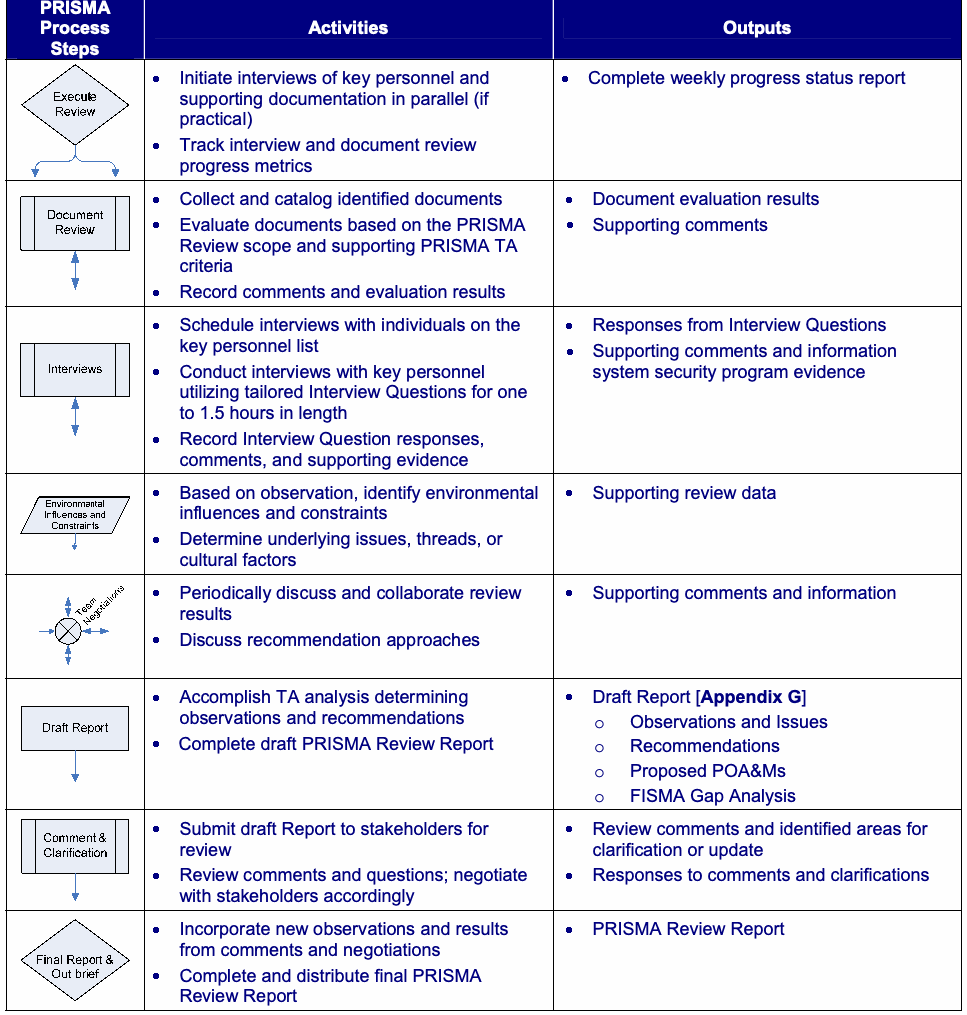 PRISMA
Process
Steps
Activities
Outputs
Execute
Review
• Initiate interviews of key personnel and
supporting documentation in parallel (if
practical)
• Track interview and document review
progress metrics
• Complete weekly progress status report
Document
Review
• Collect and catalog identified documents
• Evaluate documents based on the PRISMA
Review scope and supporting PRISMA TA
criteria
• Record comments and evaluation results
• Document evaluation results
• Supporting comments
Interviews
• Schedule interviews with individuals on the
key personnel list
• Conduct interviews with key personnel
utilizing tailored Interview Questions for one
to 1.5 hours in length
• Record Interview Question responses,
comments, and supporting evidence
• Responses from Interview Questions
• Supporting comments and information
system security program evidence
Environmental
Influences and
Constraints
• Based on observation, identify environmental
influences and constraints
• Determine underlying issues, threads, or
cultural factors
• Supporting review data
Team
Negotiations
• Periodically discuss and collaborate review
results
• Discuss recommendation approaches
• Supporting comments and information
Draft Report
• Accomplish TA analysis determining
observations and recommendations
• Complete draft PRISMA Review Report
• Draft Report [Appendix G]
o Observations and Issues
o Recommendations
o Proposed POA&Ms
o FISMA Gap Analysis
Comment &
Clarification
• Submit draft Report to stakeholders for
review
• Review comments and questions; negotiate
with stakeholders accordingly
• Review comments and identified areas for
clarification or update
• Responses to comments and clarifications
Final Report &
Out brief
• Incorporate new observations and results
from comments and negotiations
• Complete and distribute final PRISMA
Review Report
• PRISMA Review Report